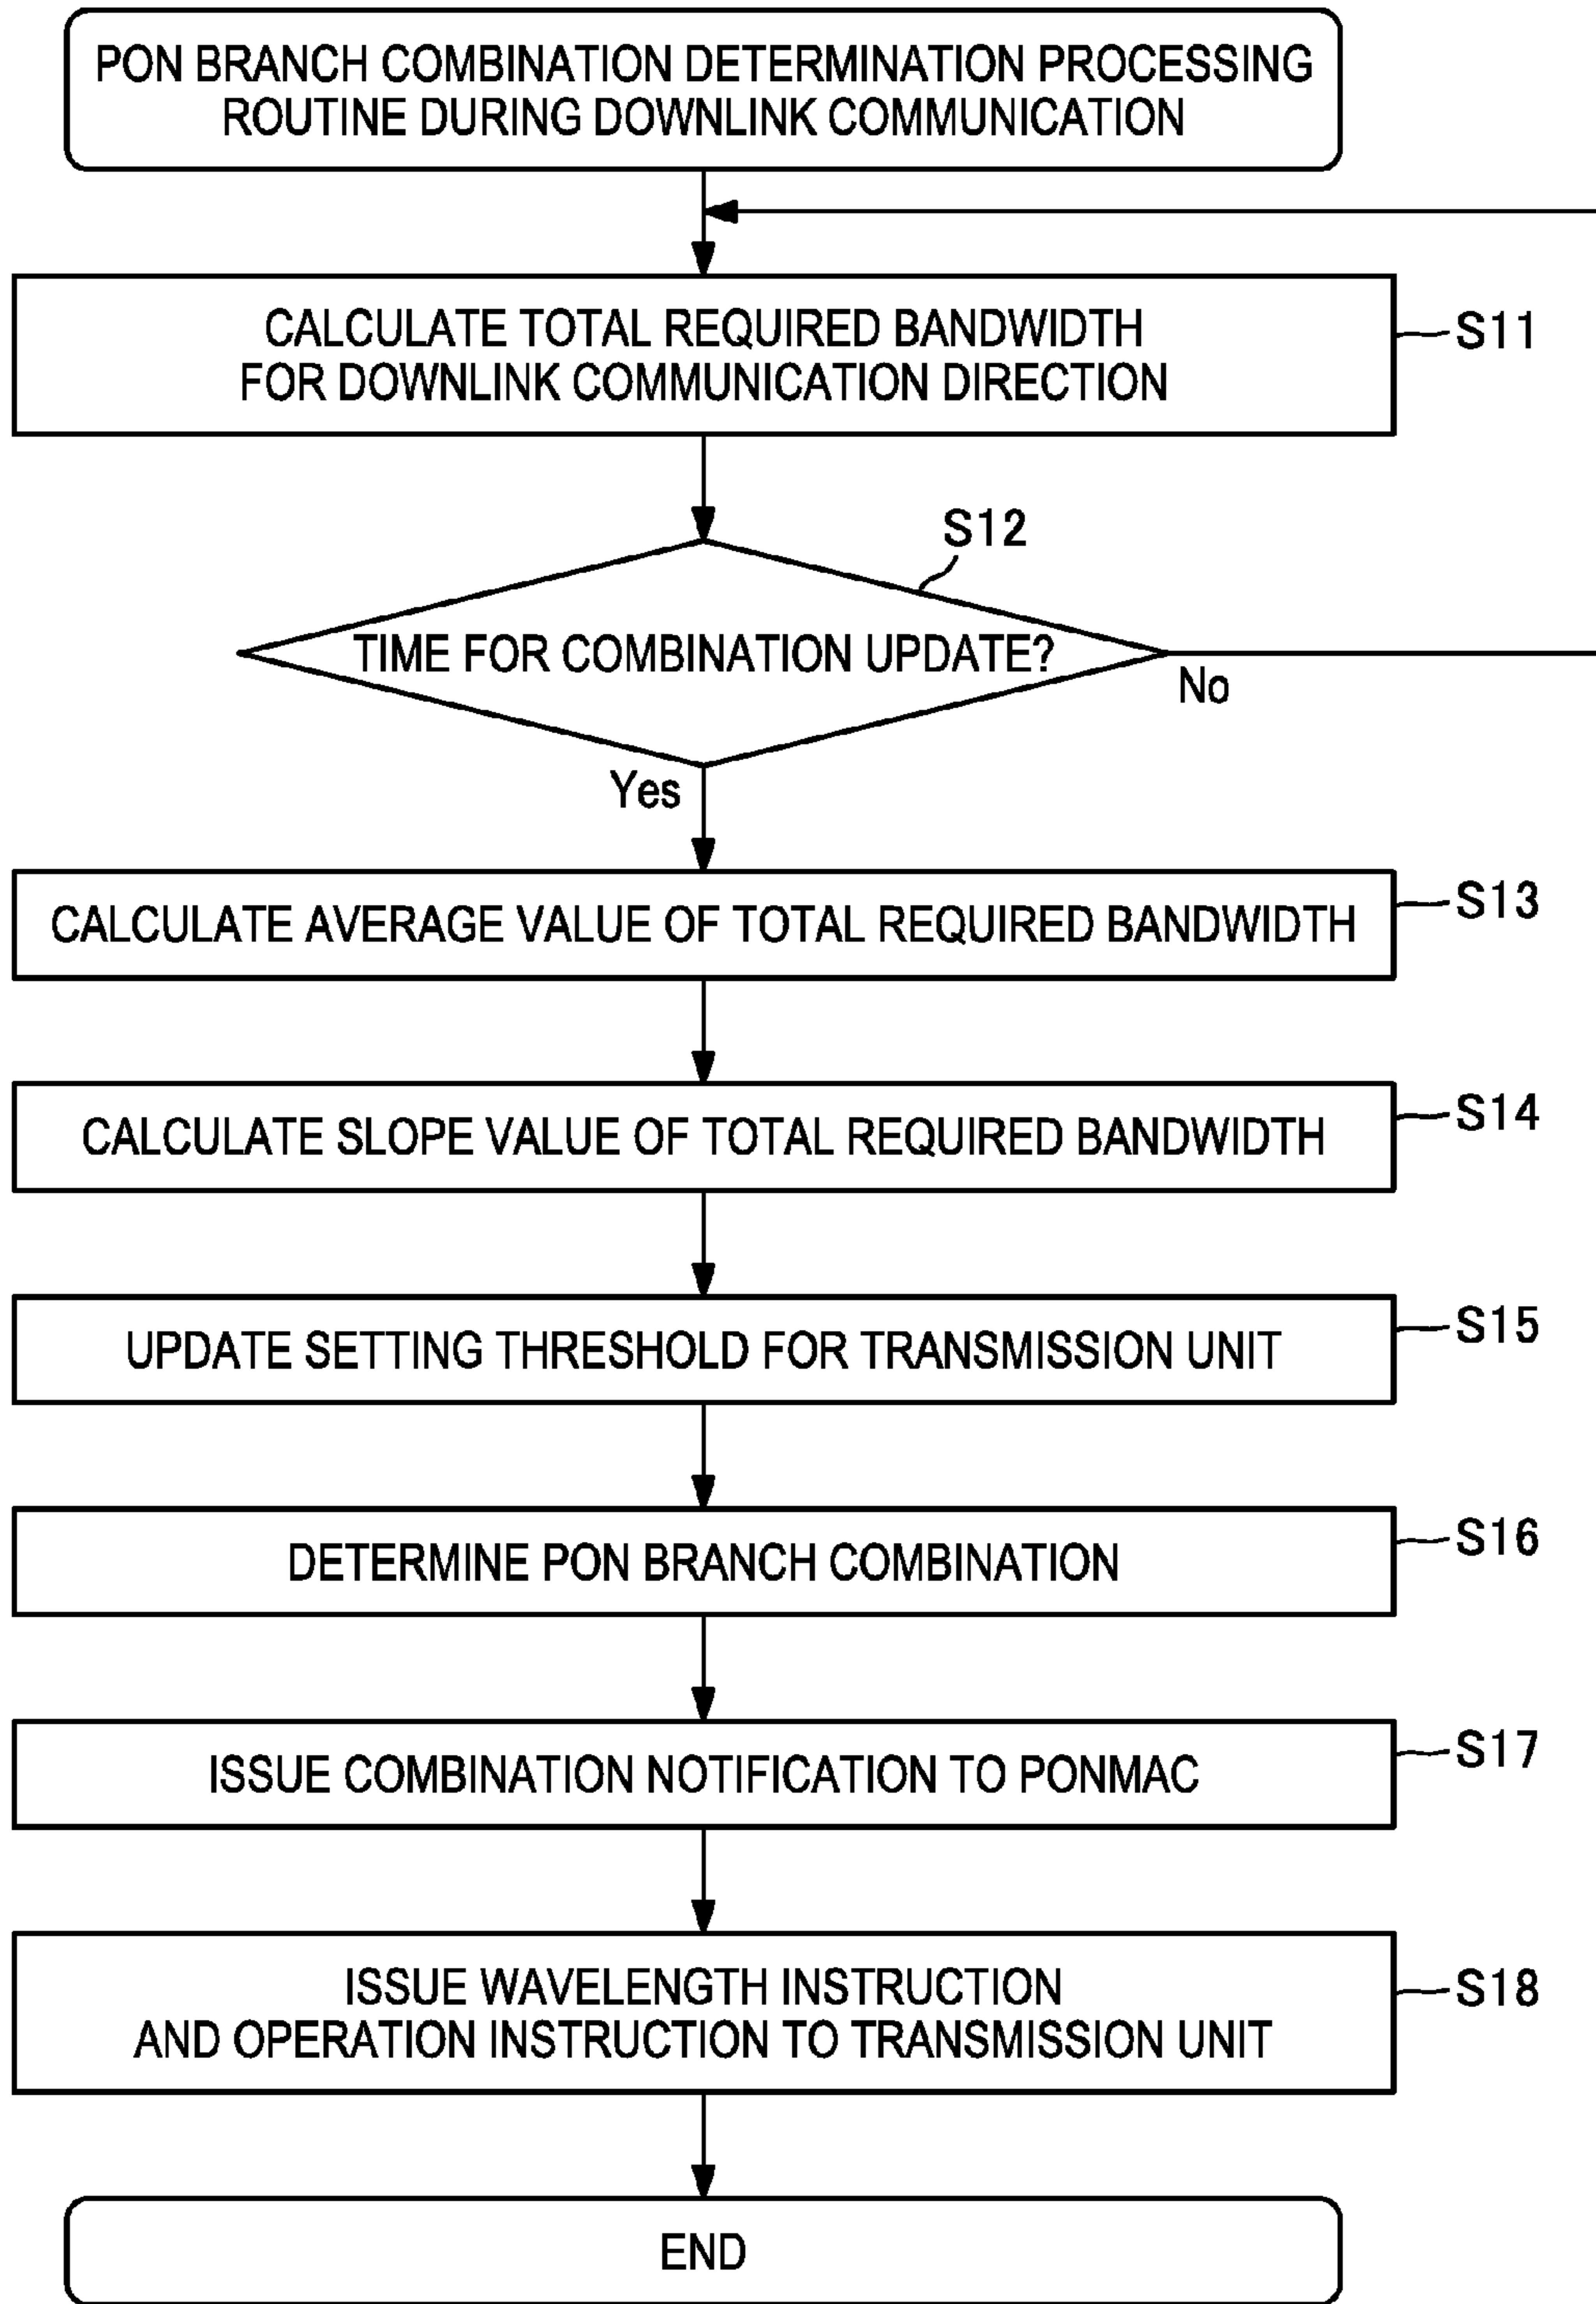 PON BRANCH COMBINATION DETERMINATION PROCESSING
ROUTINE DURING DOWNLINK COMMUNICATION
CALCULATE TOTAL REQUIRED BANDWIDTH
FOR DOWNLINK COMMUNICATION DIRECTION
S11
S12
TIME FOR COMBINATION UPDATE?
No
Yes
CALCULATE AVERAGE VALUE OF TOTAL REQUIRED BANDWIDTH
S13
CALCULATE SLOPE VALUE OF TOTAL REQUIRED BANDWIDTH
S14
UPDATE SETTING THRESHOLD FOR TRANSMISSION UNIT
S15
DETERMINE PON BRANCH COMBINATION
S16
ISSUE COMBINATION NOTIFICATION TO PONMAC
S17
ISSUE WAVELENGTH INSTRUCTION
AND OPERATION INSTRUCTION TO TRANSMISSION UNIT
S18
END